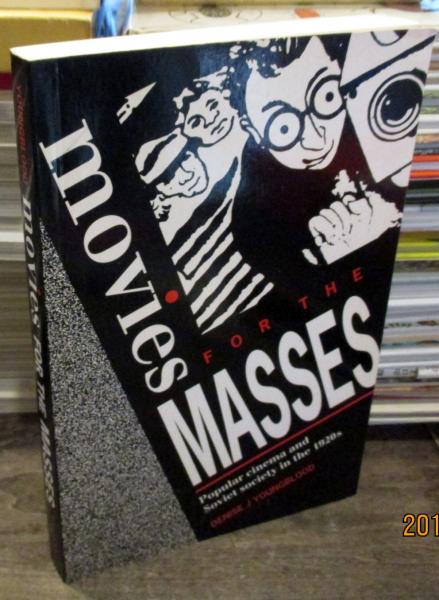 movies
FOR THE
MASSES
Popular cinema and
Soviet society in the 1920s
DENISE J YOUNGBLOOD
YOUNGBLOOD
movies FOR THE MASSES
201